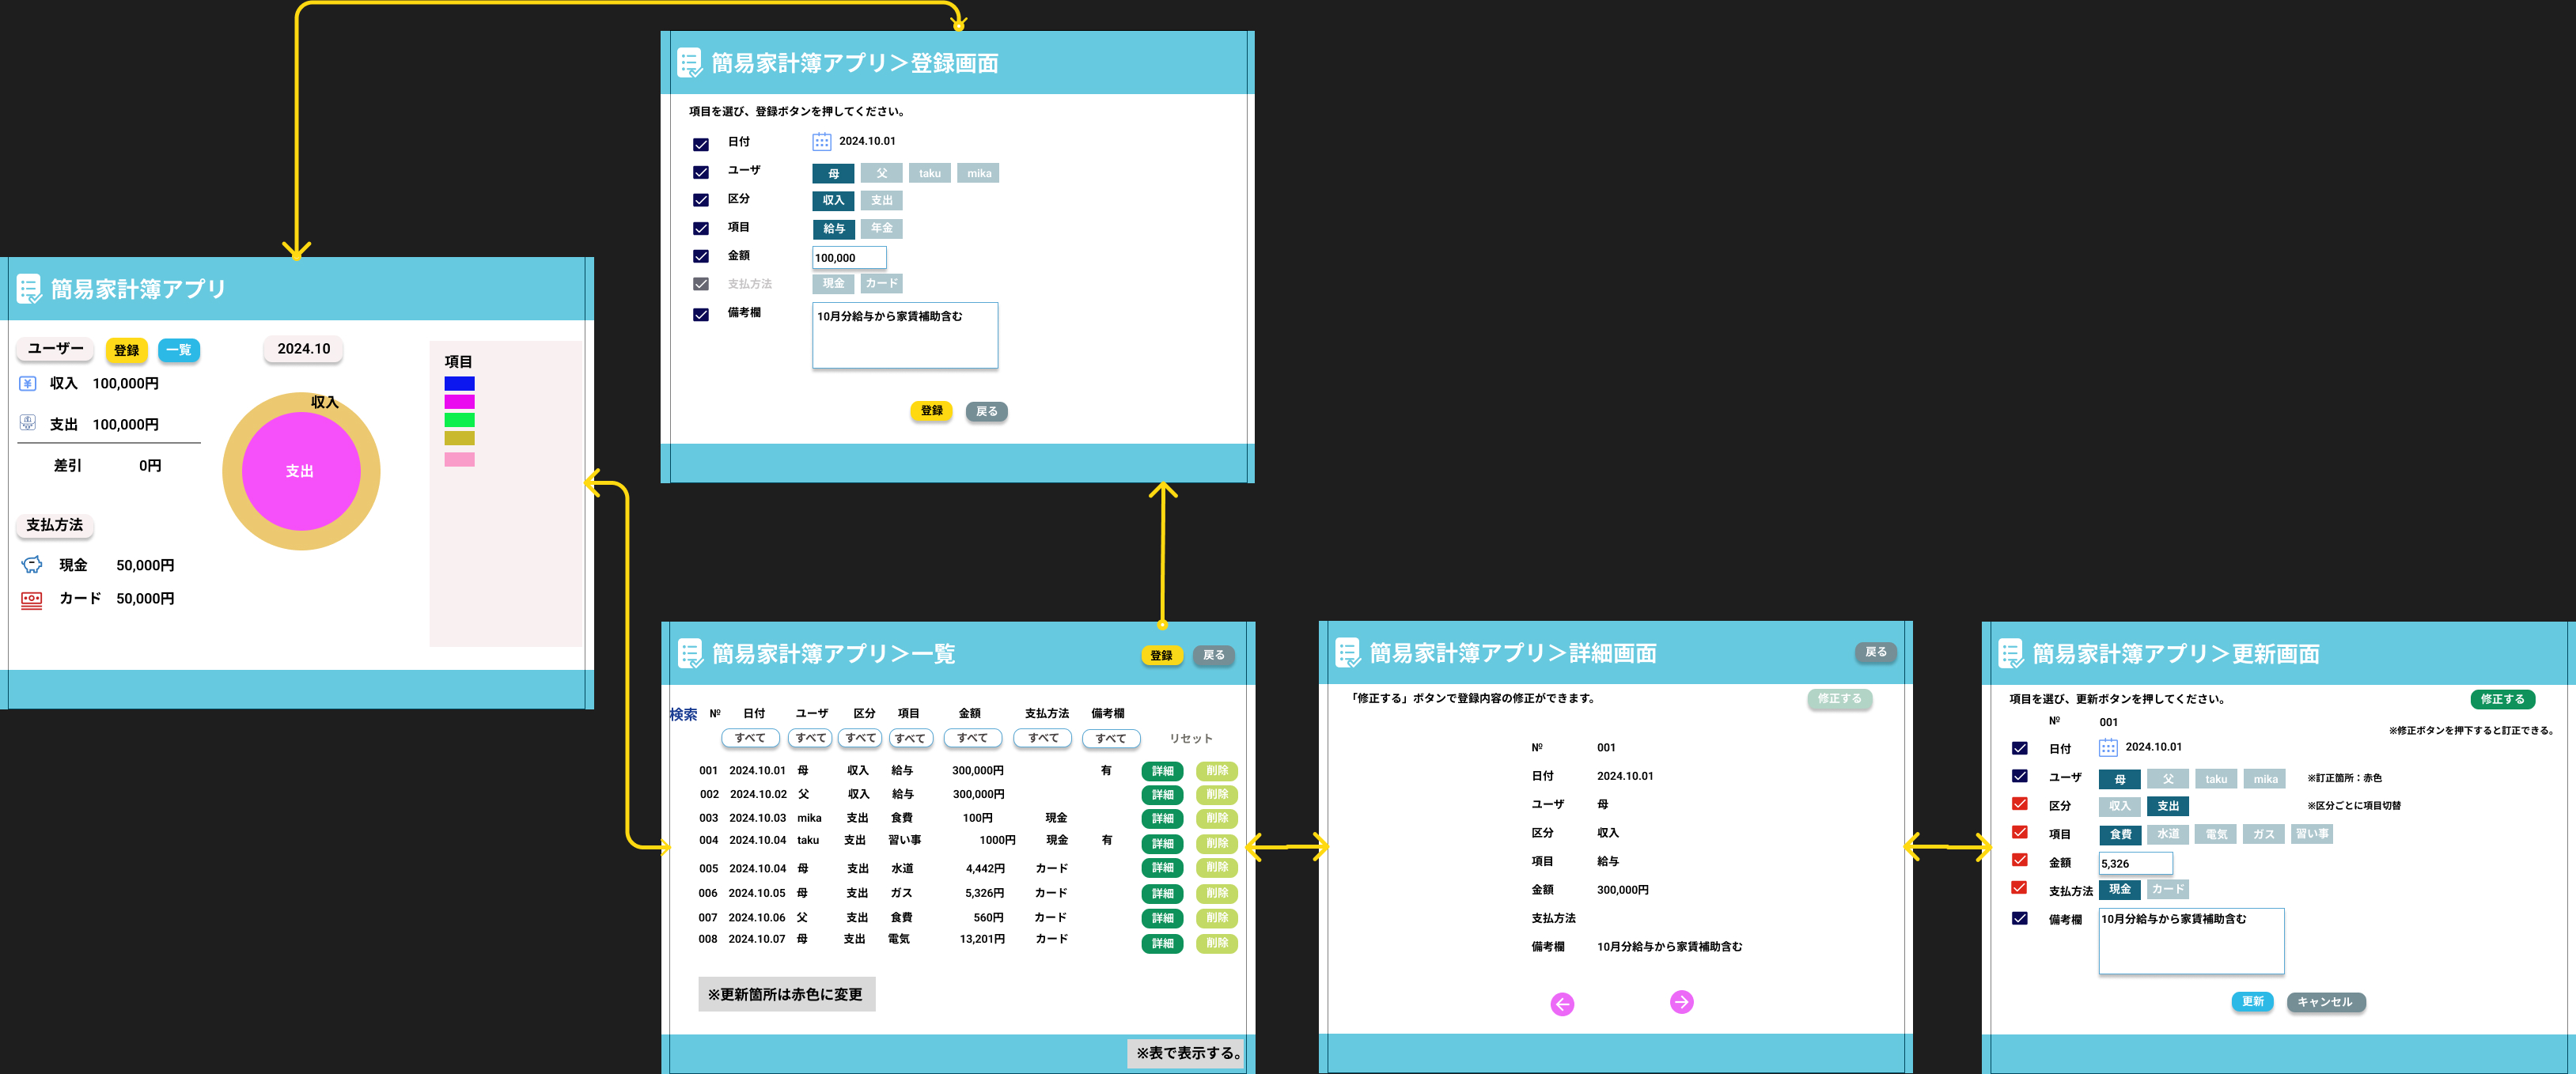 簡易家計簿アプリ＞登録画面
項目を選び、登録ボタンを押してください。
日付 2024.10.01
ユーザ 母 父 taku mika
区分 収入 支出
項目 給与 年金
金額 100,000
支払方法 現金 カード
備考欄 10月分給与から家賃補助含む
登録 戻る
簡易家計簿アプリ
ユーザー 登録 一覧 2024.10
収入 100,000円
支出 100,000円
差引 0円
支払方法
現金 50,000円
カード 50,000円
収入
支出
項目
簡易家計簿アプリ＞一覧 登録 戻る
検索 № 日付 ユーザ 区分 項目 金額 支払方法 備考欄
すべて すべて すべて すべて すべて すべて すべて リセット
001 2024.10.01 母 収入 給与 300,000円 有 詳細 削除
002 2024.10.02 父 収入 給与 300,000円 詳細 削除
003 2024.10.03 mika 支出 食費 100円 現金 詳細 削除
004 2024.10.04 taku 支出 習い事 1000円 現金 有 詳細 削除
005 2024.10.04 母 支出 水道 4,442円 カード 詳細 削除
006 2024.10.05 母 支出 ガス 5,326円 カード 詳細 削除
007 2024.10.06 父 支出 食費 560円 カード 詳細 削除
008 2024.10.07 母 支出 電気 13,201円 カード 詳細 削除
※更新箇所は赤色に変更
※表で表示する。
簡易家計簿アプリ＞詳細画面 戻る
「修正する」ボタンで登録内容の修正ができます。 修正する
№ 001
日付 2024.10.01
ユーザ 母
区分 収入
項目 給与
金額 300,000円
支払方法
備考欄 10月分給与から家賃補助含む
簡易家計簿アプリ＞更新画面
項目を選び、更新ボタンを押してください。 修正する
№ 001
※修正ボタンを押下すると訂正できる。
日付 2024.10.01
ユーザ 母 父 taku mika ※訂正箇所：赤色
区分 収入 支出 ※区分ごとに項目切替
項目 食費 水道 電気 ガス 習い事
金額 5,326
支払方法 現金 カード
備考欄 10月分給与から家賃補助含む
更新 キャンセル